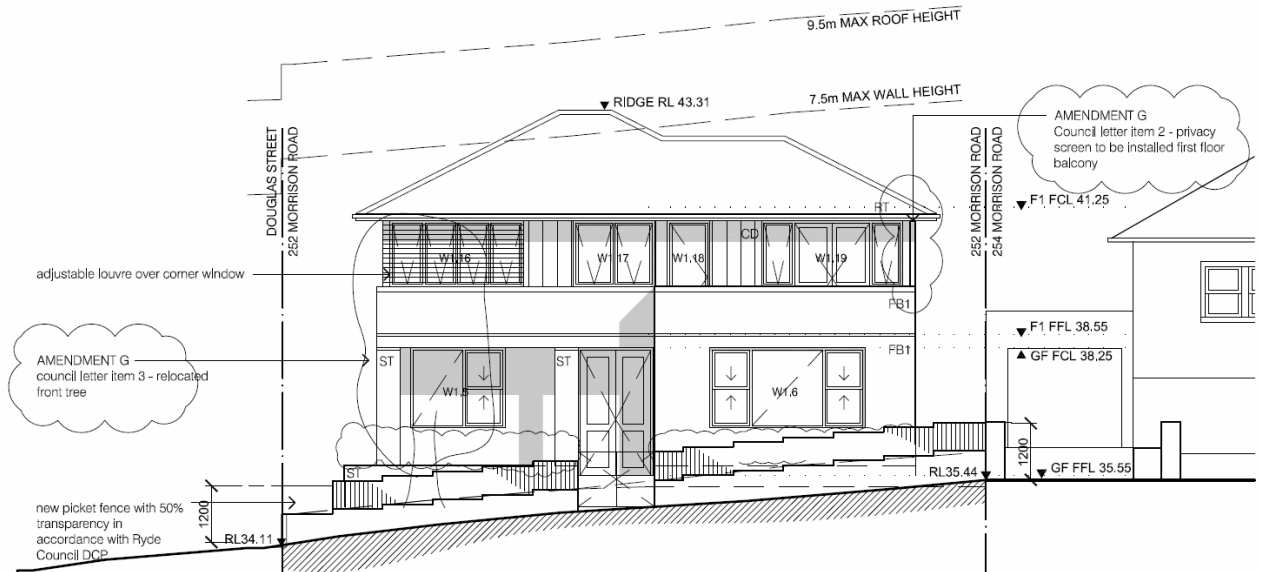 9.5m MAX ROOF HEIGHT
7.5m MAX WALL HEIGHT
RIDGE RL 43.31
AMENDMENT G
Council letter item 2 - privacy
screen to be installed first floor
balcony
DOUGLAS STREET
252 MORRISON ROAD
252 MORRISON ROAD
254 MORRISON ROAD
F1 FCL 41.25
RT
CD
W1.16
W1.17
W1.18
W1.19
adjustable louvre over corner window
FB1
F1 FFL 38.55
FB1
GF FCL 38.25
AMENDMENT G
council letter item 3 - relocated
front tree
ST
ST
W1.5
W1.6
ST
1200
RL35.44
GF FFL 35.55
new picket fence with 50%
transparency in
accordance with Ryde
Council DCP
1200
RL34.11